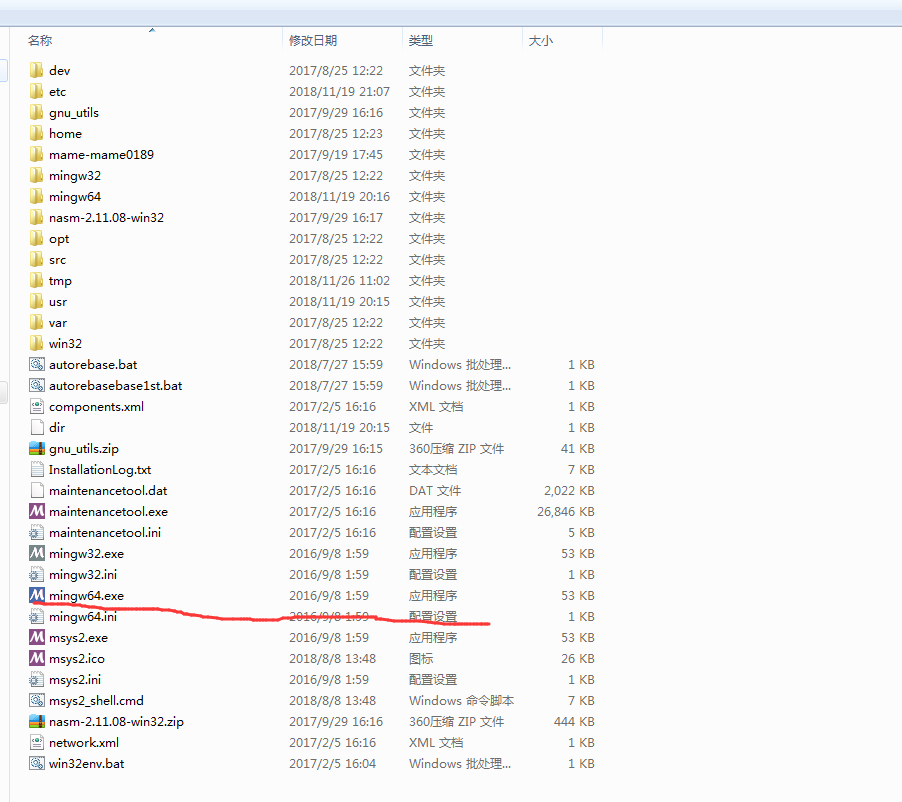 名称 修改日期 类型 大小
dev 2017/8/25 12:22 文件夹
etc 2018/11/19 21:07 文件夹
gnu_utils 2017/9/29 16:16 文件夹
home 2017/8/25 12:23 文件夹
mame-mame0189 2017/9/19 17:45 文件夹
mingw32 2017/8/25 12:22 文件夹
mingw64 2018/11/19 20:16 文件夹
nasm-2.11.08-win32 2017/9/29 16:17 文件夹
opt 2017/8/25 12:22 文件夹
src 2017/8/25 12:22 文件夹
tmp 2018/11/26 11:02 文件夹
usr 2018/11/19 20:15 文件夹
var 2017/8/25 12:22 文件夹
win32 2017/8/25 12:22 文件夹
autorebase.bat 2018/7/27 15:59 Windows 批处理... 1 KB
autorebasebase1st.bat 2018/7/27 15:59 Windows 批处理... 1 KB
components.xml 2017/2/5 16:16 XML 文档 1 KB
dir 2018/11/19 20:15 文件 1 KB
gnu_utils.zip 2017/9/29 16:15 360压缩 ZIP 文件 41 KB
InstallationLog.txt 2017/2/5 16:16 文本文档 7 KB
maintenancetool.dat 2017/2/5 16:16 DAT 文件 2,022 KB
maintenancetool.exe 2017/2/5 16:16 应用程序 26,846 KB
maintenancetool.ini 2017/2/5 16:16 配置设置 5 KB
mingw32.exe 2016/9/8 1:59 应用程序 53 KB
mingw32.ini 2016/9/8 1:59 配置设置 1 KB
mingw64.exe 2016/9/8 1:59 应用程序 53 KB
mingw64.ini 2016/9/8 1:59 配置设置 1 KB
msys2.exe 2016/9/8 1:59 应用程序 53 KB
msys2.ico 2018/8/8 13:48 图标 26 KB
msys2.ini 2016/9/8 1:59 配置设置 1 KB
msys2_shell.cmd 2018/8/8 13:48 Windows 命令脚本 7 KB
nasm-2.11.08-win32.zip 2017/9/29 16:16 360压缩 ZIP 文件 444 KB
network.xml 2017/2/5 16:16 XML 文档 1 KB
win32env.bat 2017/2/5 16:04 Windows 批处理... 1 KB